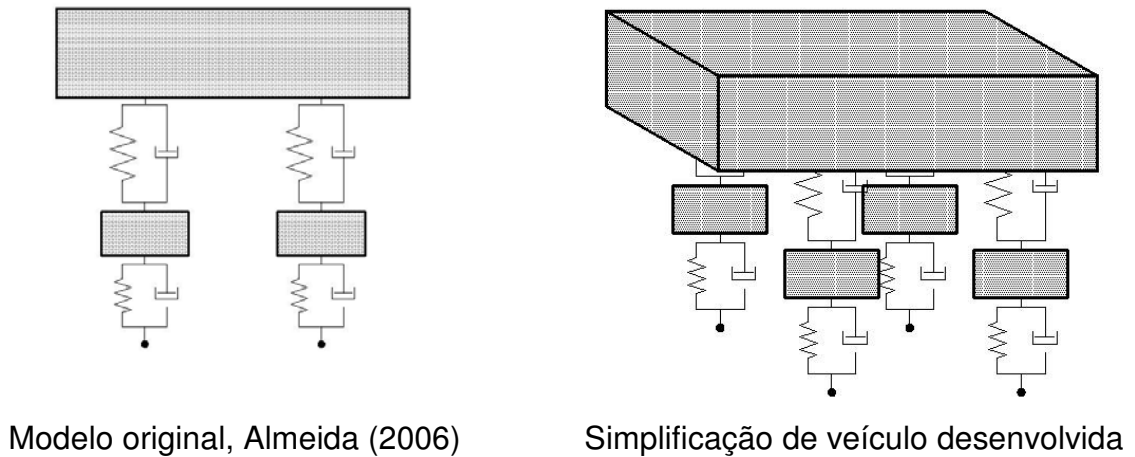 Modelo original, Almeida (2006)
Simplificação de veículo desenvolvida